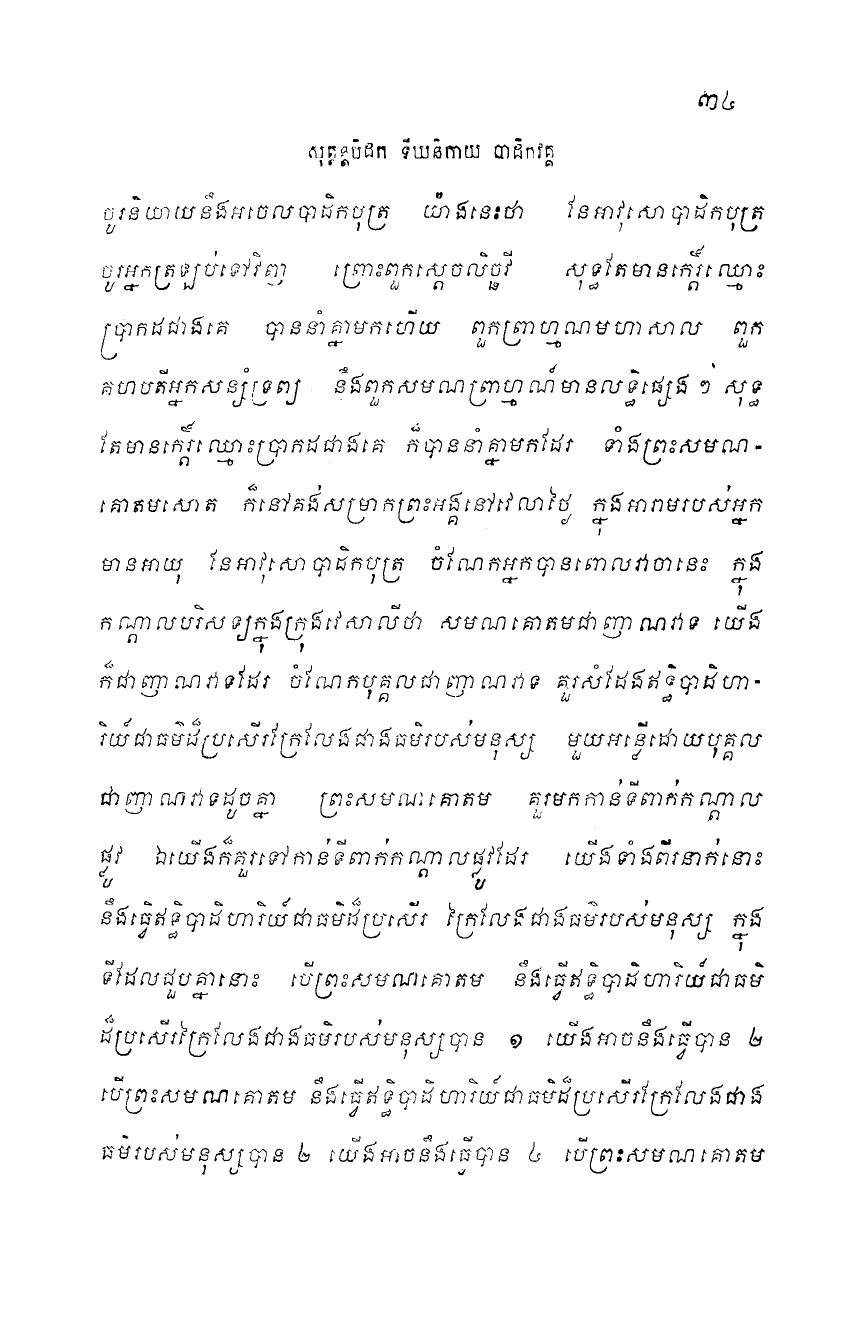 ៣៤
សុត្តន្តបិដក ទីឃនិកាយ បាដិកវគ្គ
ចូរនិយាយនឹងអចេលបាដិកបុត្រ យ៉ាងនេះថា នែអាវុសោ បាដិកបុត្រ
ចូរអ្នកត្រឡប់ទៅវិញ ព្រោះពួកស្តេចលិច្ឆវី សុទ្ធតែមានកេរ្តិ៍ឈ្មោះ
ប្រាកដជាងគេ បាននាំគ្នាមកហើយ ពួកព្រាហ្មណមហាសាល ពួក
គហបតីអ្នកសន្សំទ្រព្យ នឹងពួកសមណព្រាហ្មណ៍មានលទ្ធិផ្សេង ៗ សុទ្ធ
តែមានកេរ្តិ៍ឈ្មោះប្រាកដជាងគេ ក៏បាននាំគ្នាមកដែរ ទាំងព្រះសមណ-
គោតមសោត ក៏នៅគង់សម្រាកព្រះអង្គនៅវេលាថ្ងៃ ក្នុងអារាមរបស់អ្នក
មានអាយុ នែអាវុសោ បាដិកបុត្រ ចំណែកអ្នកបានពោលវាចានេះ ក្នុង
កណ្តាលបរិសទ្យក្នុងក្រុងវេសាលីថា សមណគោតមជាញាណវាទ យើង
ក៏ជាញាណវាទដែរ ចំណែកបុគ្គលជាញាណវាទ គួរសំដែងឥទ្ធិបាដិហា-
រិយ៍ជាធម៌ដ៏ប្រសើរក្រៃលែងជាងធម៌របស់មនុស្ស មួយអន្លើដោយបុគ្គល
ជាញាណវាទដូចគ្នា ព្រះសមណគោតម គួរមកកាន់ទីពាក់កណ្តាល
ផ្លូវ ឯយើងក៏គួរទៅកាន់ទីពាក់កណ្តាលផ្លូវដែរ យើងទាំងពីរនាក់នោះ
នឹងធ្វើឥទ្ធិបាដិហារិយ៍ជាធម៌ដ៏ប្រសើរ ក្រៃលែងជាងធម៌របស់មនុស្ស ក្នុង
ទីដែលជួបគ្នានោះ បើព្រះសមណគោតម នឹងធ្វើឥទ្ធិបាដិហារិយ៍ជាធម៌
ដ៏ប្រសើរក្រៃលែងជាងធម៌របស់មនុស្សបាន ១ យើងអាចនឹងធ្វើបាន ២
បើព្រះសមណគោតម នឹងធ្វើឥទ្ធិបាដិហារិយ៍ជាធម៌ដ៏ប្រសើរក្រៃលែងជាង
ធម៌របស់មនុស្សបាន ២ យើងអាចនឹងធ្វើបាន ៤ បើព្រះសមណគោតម